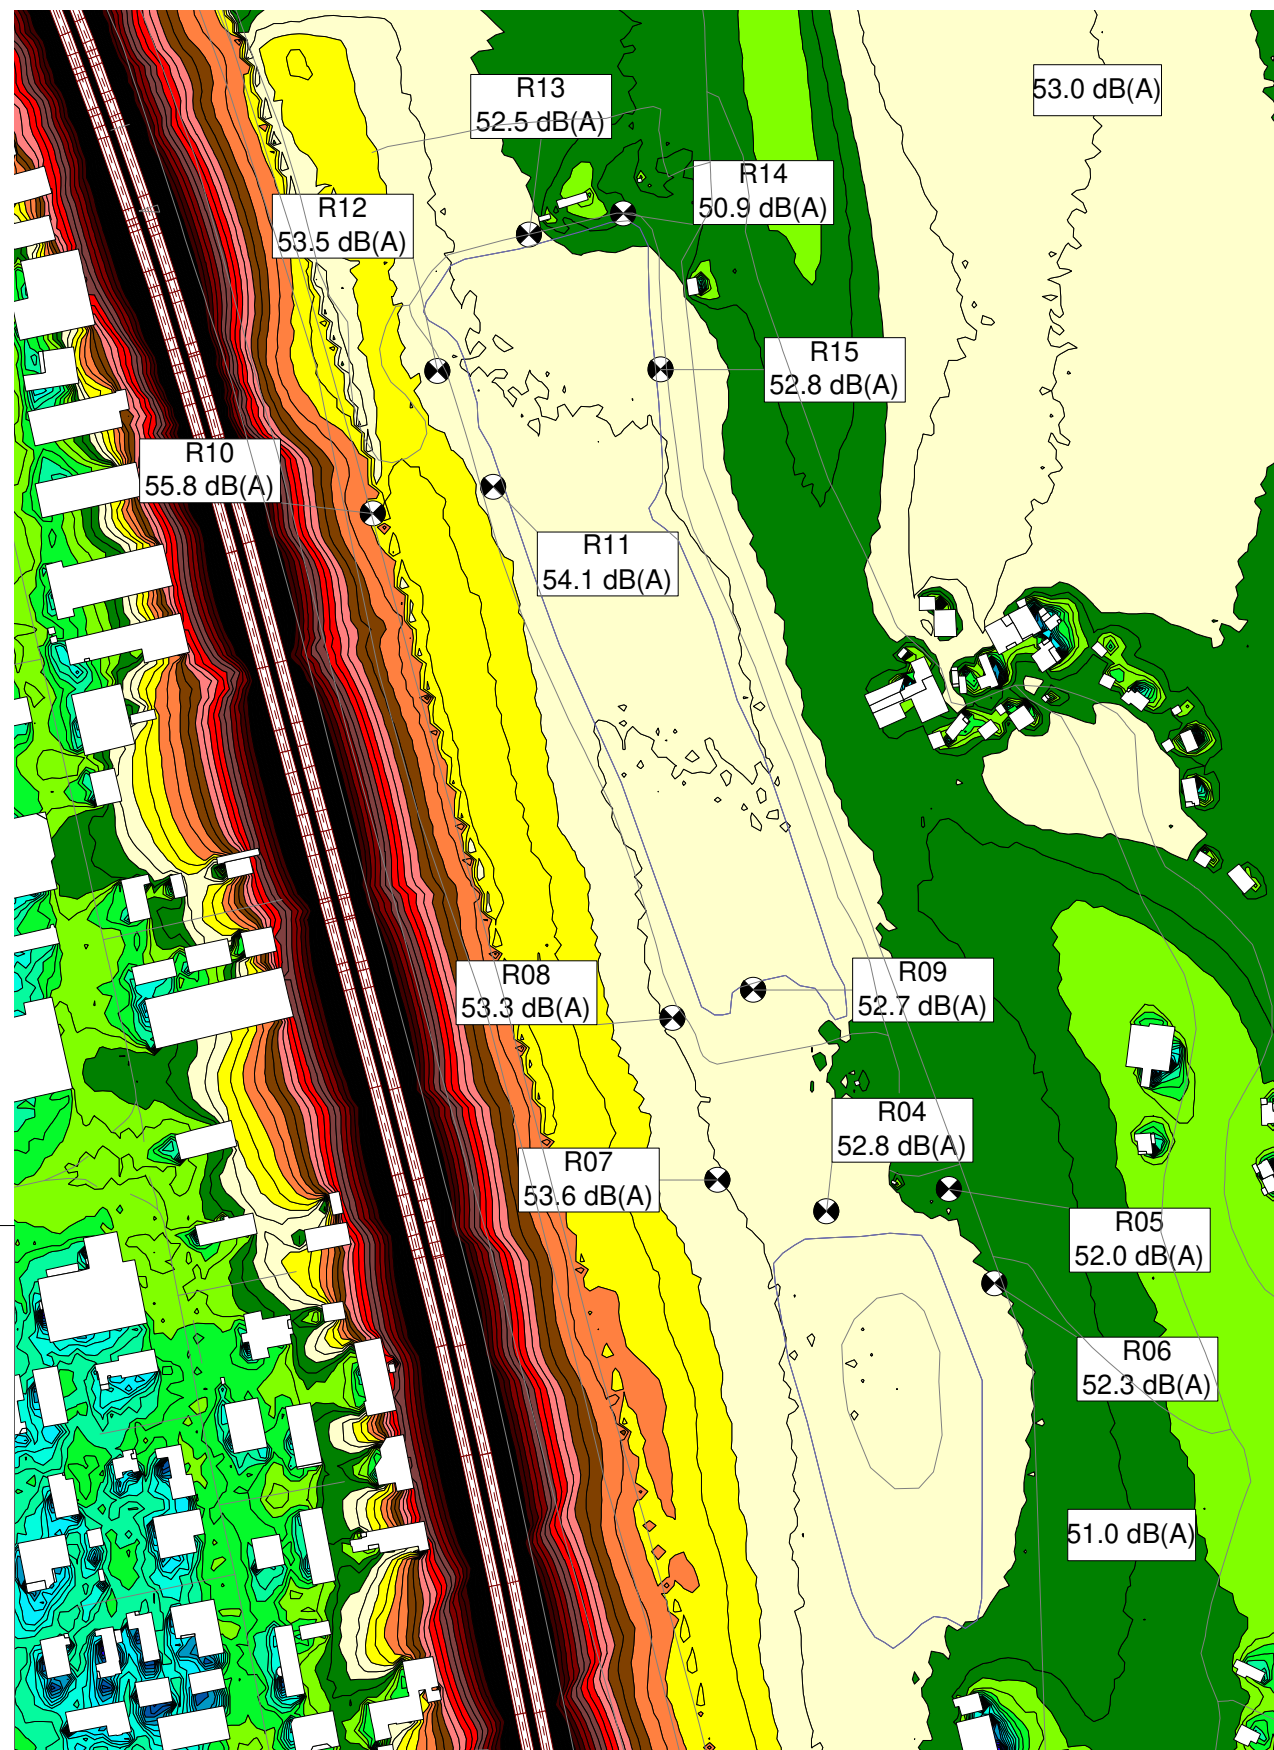 53.0 dB(A)
R13
52.5 dB(A)
R14
50.9 dB(A)
R12
53.5 dB(A)
R15
52.8 dB(A)
R10
55.8 dB(A)
R11
54.1 dB(A)
R08
53.3 dB(A)
R09
52.7 dB(A)
R04
52.8 dB(A)
R07
53.6 dB(A)
R05
52.0 dB(A)
R06
52.3 dB(A)
51.0 dB(A)